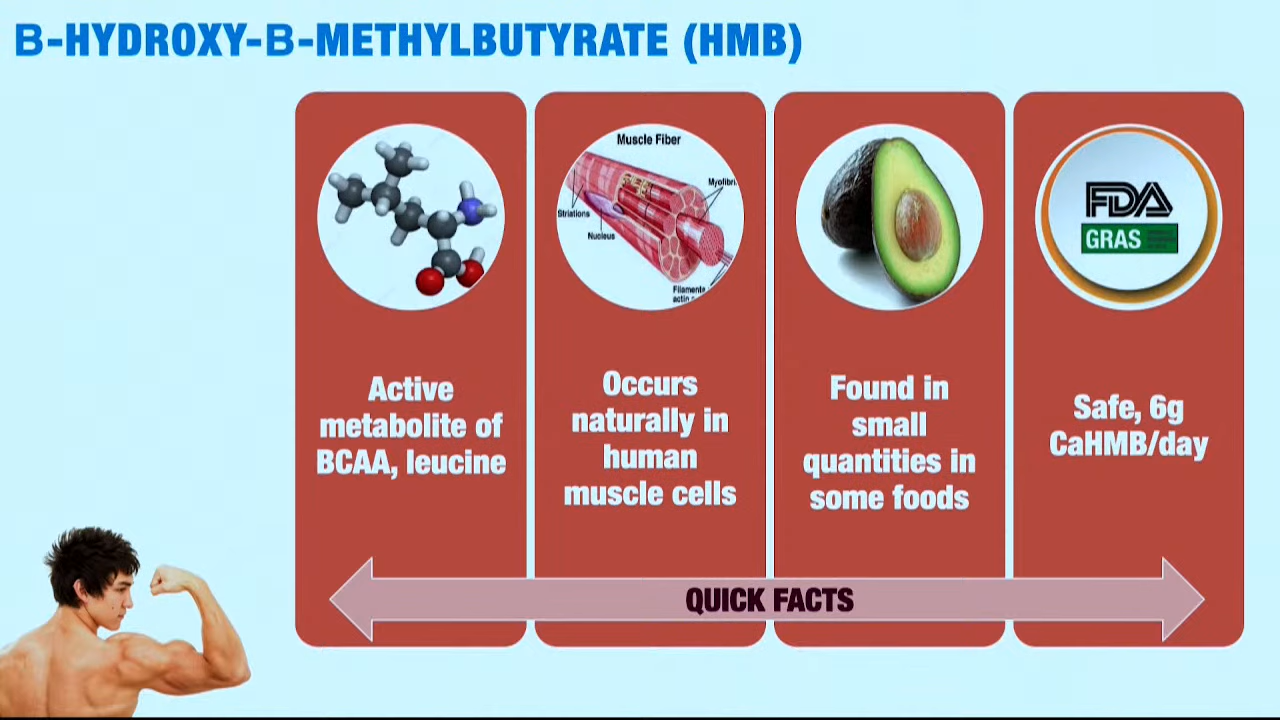 B-HYDROXY-B-METHYLBUTYRATE (HMB)
Active
metabolite of
BCAA, leucine
Muscle Fiber
Striations
Nucleus
Occurs
naturally in
human
muscle cells
Found in
small
quantities in
some foods
FDA
GRAS
Safe, 6g
CaHMB/day
QUICK FACTS